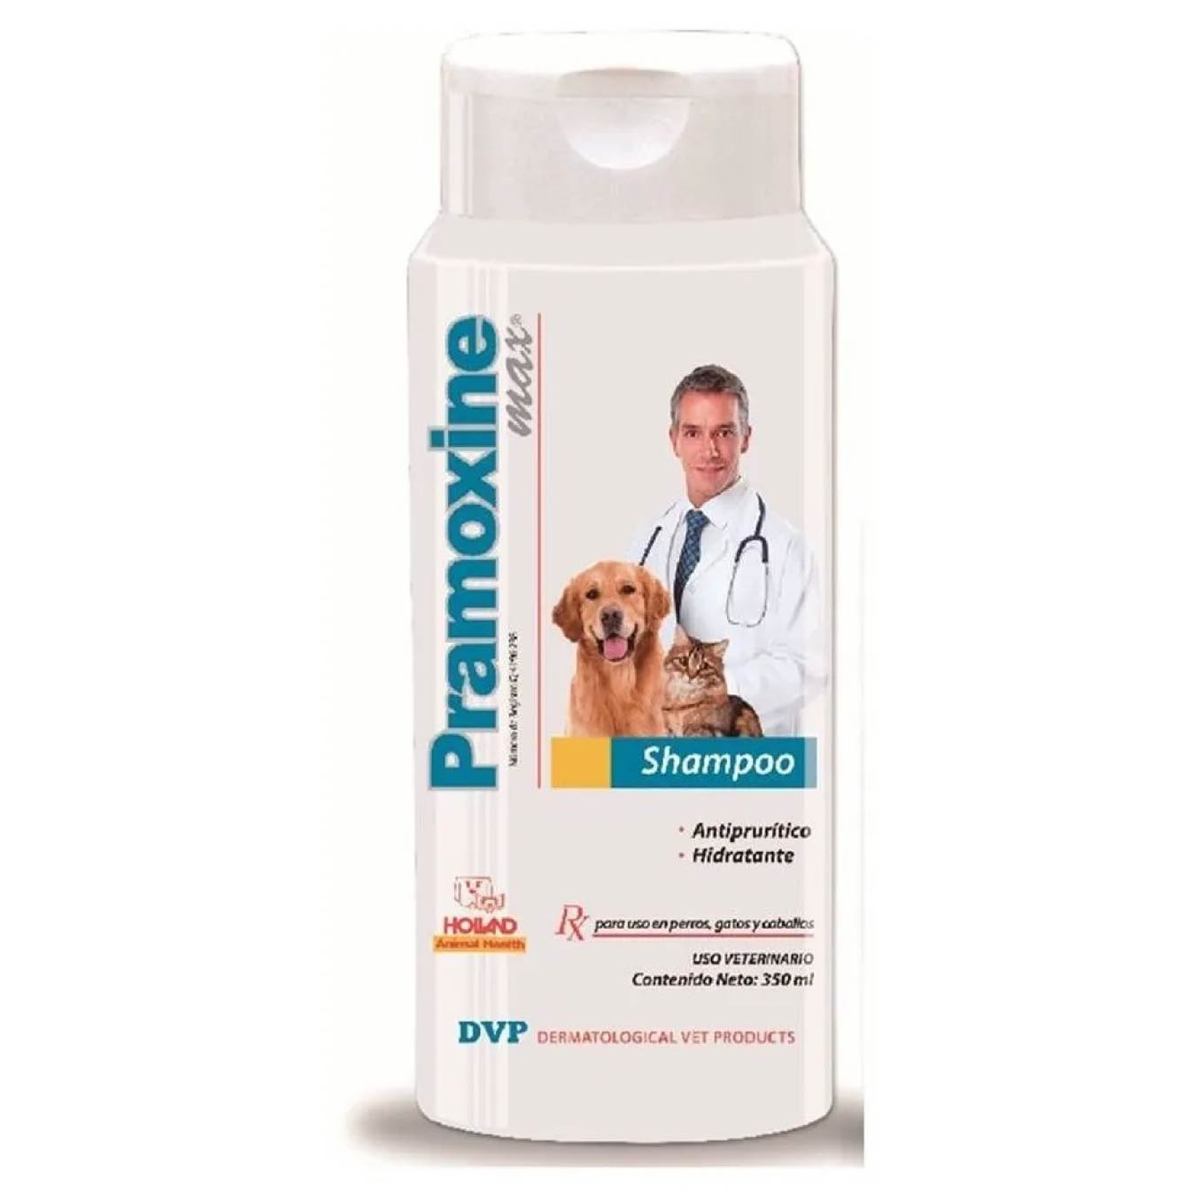 Pramoxine
max®
Shampoo
• Antiprurítico
• Hidratante
HOLLAND
Animal Health
Rx para uso en perros, gatos y caballos
USO VETERINARIO
Contenido Neto: 350 ml
DVP DERMATOLOGICAL VET PRODUCTS